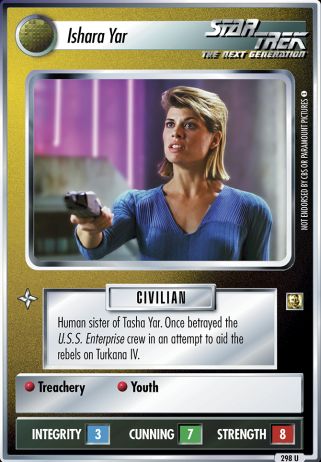 Ishara Yar
STAR TREK
THE NEXT GENERATION
NOT ENDORSED BY CBS OR PARAMOUNT PICTURES
CIVILIAN
Human sister of Tasha Yar. Once betrayed the
U.S.S. Enterprise crew in an attempt to aid the
rebels on Turkana IV.
Treachery Youth
INTEGRITY 3 CUNNING 7 STRENGTH 8
298 U